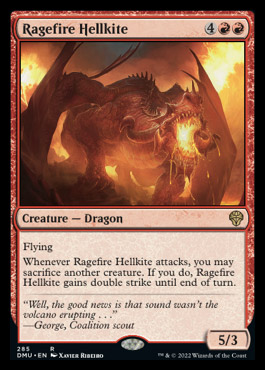 Ragefire Hellkite 4
Creature — Dragon
Flying
Whenever Ragefire Hellkite attacks, you may
sacrifice another creature. If you do, Ragefire
Hellkite gains double strike until end of turn.
“Well, the good news is that sound wasn’t the
volcano erupting . . .”
—George, Coalition scout
5/3
285 R
DMU • EN Xavier Ribeiro ™ & © 2022 Wizards of the Coast